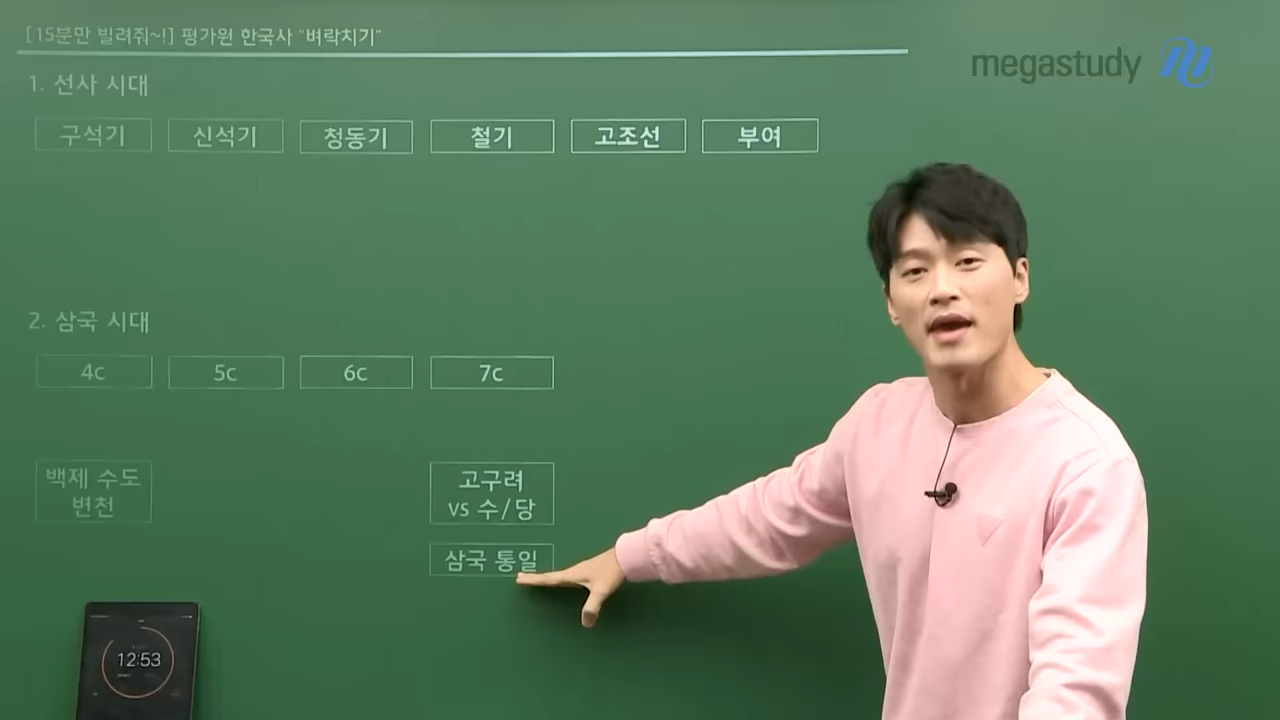 [15분만 빌려줘~!] 평가원 한국사 "벼락치기"
megastudy
1. 선사 시대
구석기 신석기 청동기 철기 고조선 부여
2. 삼국 시대
4c 5c 6c 7c
백제 수도
변천
고구려
vs 수/당
삼국 통일
12:53